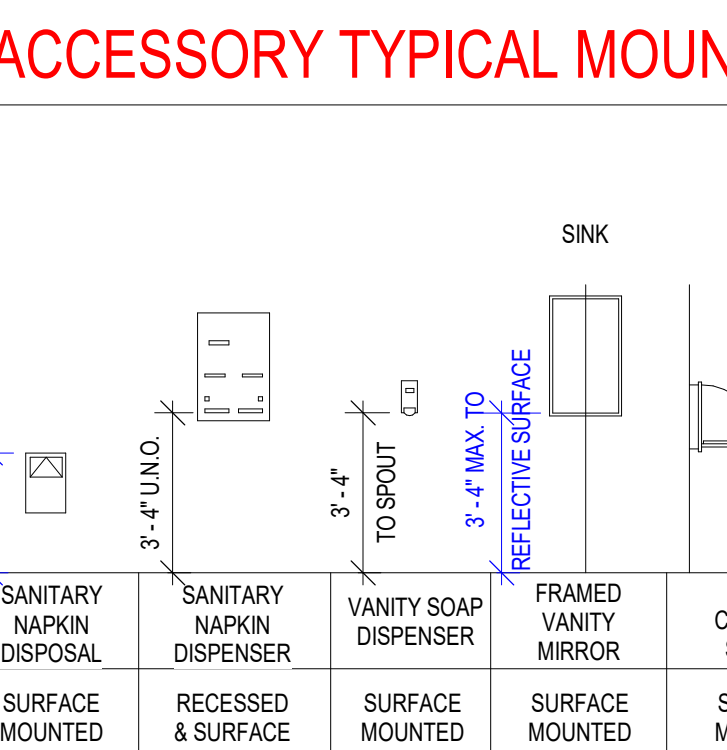 ACCESSORY TYPICAL MOUN
SINK
3' - 4" U.N.O.
3' - 4"
TO SPOUT
3' - 4" MAX. TO
REFLECTIVE SURFACE
SANITARY
NAPKIN
DISPOSAL
SANITARY
NAPKIN
DISPENSER
VANITY SOAP
DISPENSER
FRAMED
VANITY
MIRROR
C
S
SURFACE
MOUNTED
RECESSED
& SURFACE
SURFACE
MOUNTED
SURFACE
MOUNTED
S
M